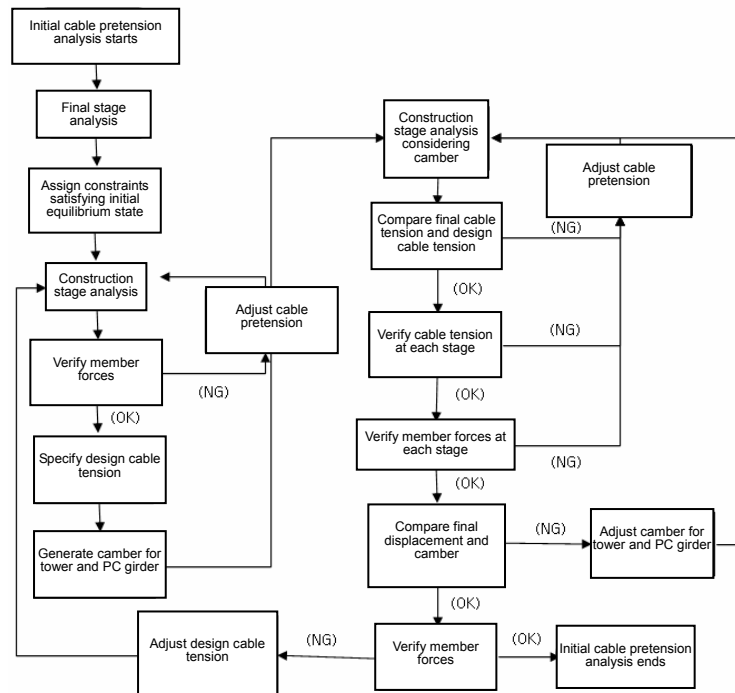 Initial cable pretension
analysis starts
Final stage
analysis
Assign constraints
satisfying initial
equilibrium state
Construction
stage analysis
Adjust cable
pretension
Verify member
forces
(NG)
(OK)
Specify design cable
tension
Generate camber for
tower and PC girder
Construction
stage analysis
considering
camber
Adjust cable
pretension
Compare final cable
tension and design
cable tension
(NG)
(OK)
Verify cable tension
at each stage
(NG)
(OK)
Verify member forces at
each stage
(NG)
(OK)
Compare final
displacement and
camber
(NG)
Adjust camber for
tower and PC girder
(OK)
Adjust design cable
tension
(NG)
Verify member
forces
(OK)
Initial cable pretension
analysis ends